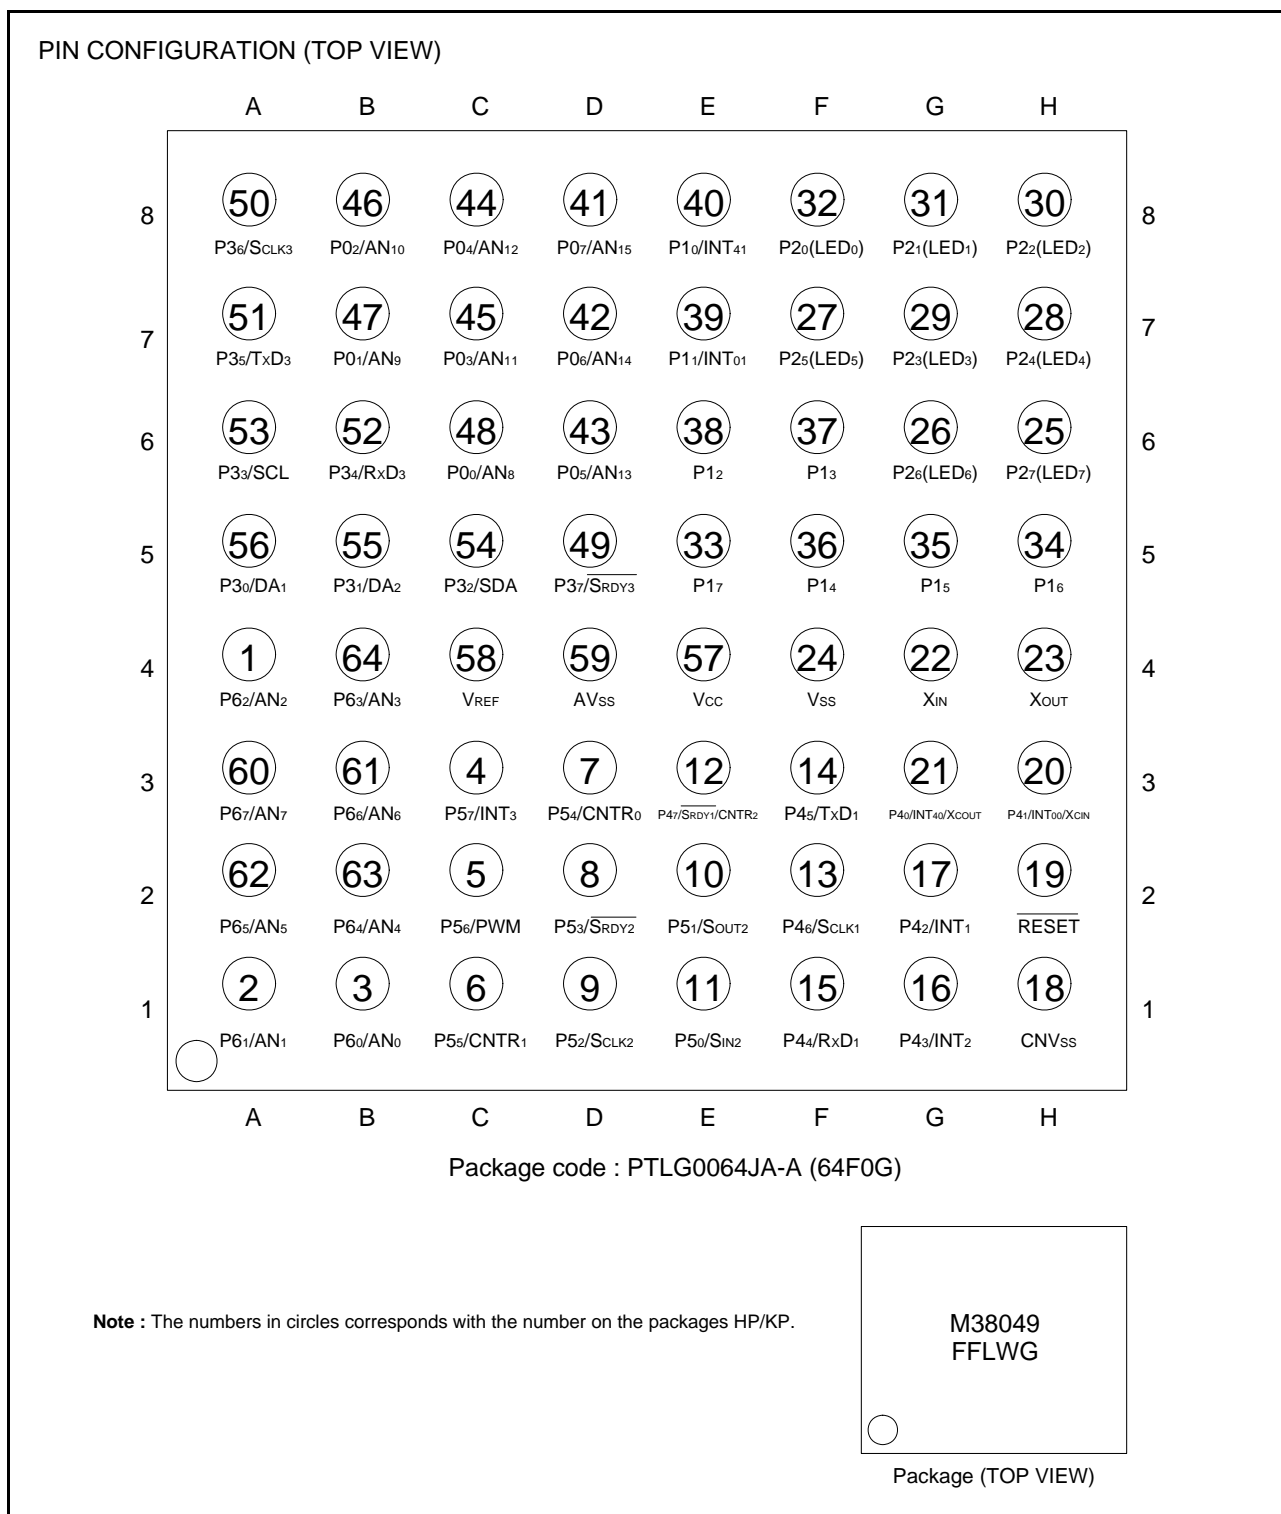 PIN CONFIGURATION (TOP VIEW)
A B C D E F G H
8 50 46 44 41 40 32 31 30 8
P36/SCLK3 P02/AN10 P04/AN12 P07/AN15 P10/INT41 P20(LED0) P21(LED1) P22(LED2)
7 51 47 45 42 39 27 29 28 7
P35/TXD3 P01/AN9 P03/AN11 P06/AN14 P11/INT01 P25(LED5) P23(LED3) P24(LED4)
6 53 52 48 43 38 37 26 25 6
P33/SCL P34/RXD3 P00/AN8 P05/AN13 P12 P13 P26(LED6) P27(LED7)
5 56 55 54 49 33 36 35 34 5
P30/DA1 P31/DA2 P32/SDA P37/SRDY3 P17 P14 P15 P16
4 1 64 58 59 57 24 22 23 4
P62/AN2 P63/AN3 VREF AVSS VCC VSS XIN XOUT
3 60 61 4 7 12 14 21 20 3
P67/AN7 P66/AN6 P57/INT3 P54/CNTR0 P47/SRDY1/CNTR2 P45/TXD1 P40/INT40/XCOUT P41/INT00/XCIN
2 62 63 5 8 10 13 17 19 2
P65/AN5 P64/AN4 P56/PWM P53/SRDY2 P51/SOUT2 P46/SCLK1 P42/INT1 RESET
1 2 3 6 9 11 15 16 18 1
P61/AN1 P60/AN0 P55/CNTR1 P52/SCLK2 P50/SIN2 P44/RXD1 P43/INT2 CNVSS
A B C D E F G H
Package code : PTLG0064JA-A (64F0G)
Note : The numbers in circles corresponds with the number on the packages HP/KP.
M38049
FFLWG
Package (TOP VIEW)